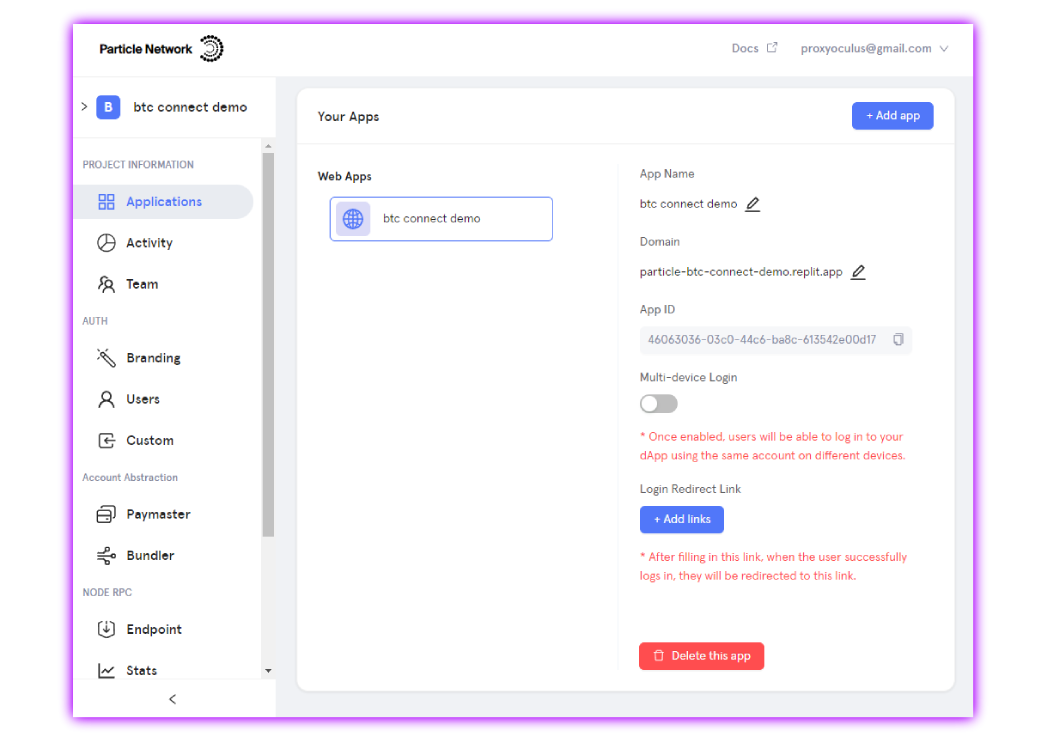 Particle Network
Docs
proxyoculus@gmail.com
B
btc connect demo
PROJECT INFORMATION
Applications
Activity
Team
AUTH
Branding
Users
Custom
Account Abstraction
Paymaster
Bundler
NODE RPC
Endpoint
Stats
Your Apps
+ Add app
Web Apps
btc connect demo
App Name
btc connect demo
Domain
particle-btc-connect-demo.replit.app
App ID
46063036-03c0-44c6-ba8c-613542e00d17
Multi-device Login
* Once enabled, users will be able to log in to your
dApp using the same account on different devices.
Login Redirect Link
+ Add links
* After filling in this link, when the user successfully
logs in, they will be redirected to this link.
Delete this app